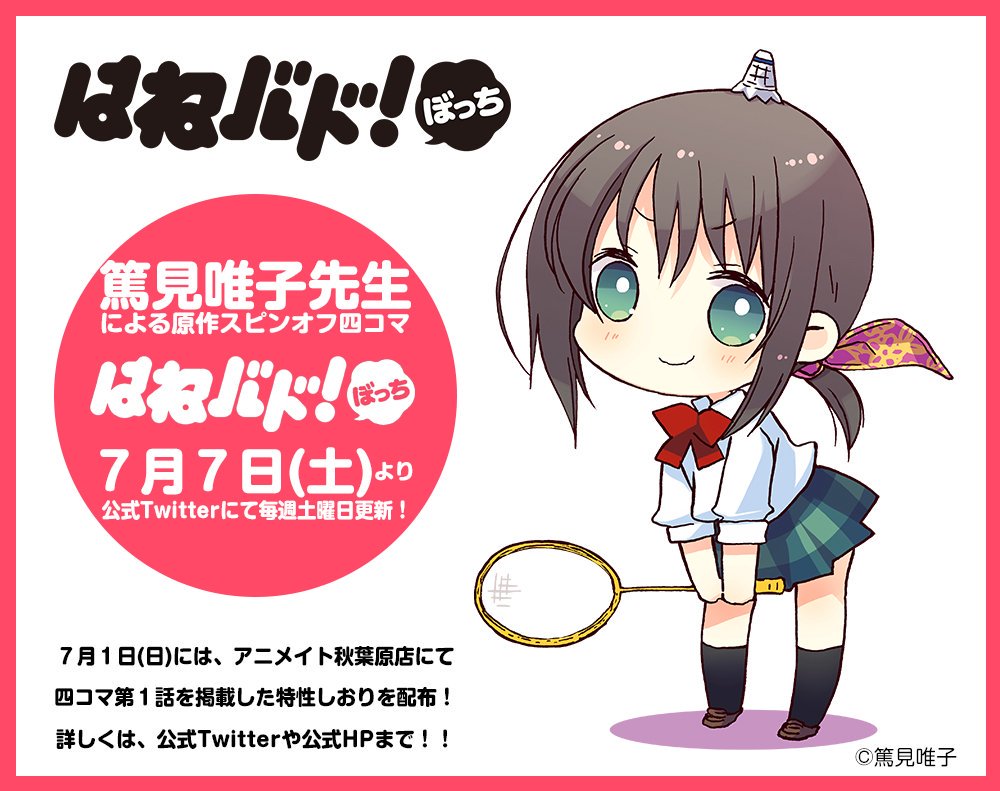 はねバド！ぼっち
篤見唯子先生
による原作スピンオフ四コマ
はねバド！ぼっち
７月７日(土)より
公式Twitterにて毎週土曜日更新！
７月１日(日)には、アニメイト秋葉原店にて
四コマ第１話を掲載した特性しおりを配布！
詳しくは、公式Twitterや公式HPまで！！
©篤見唯子